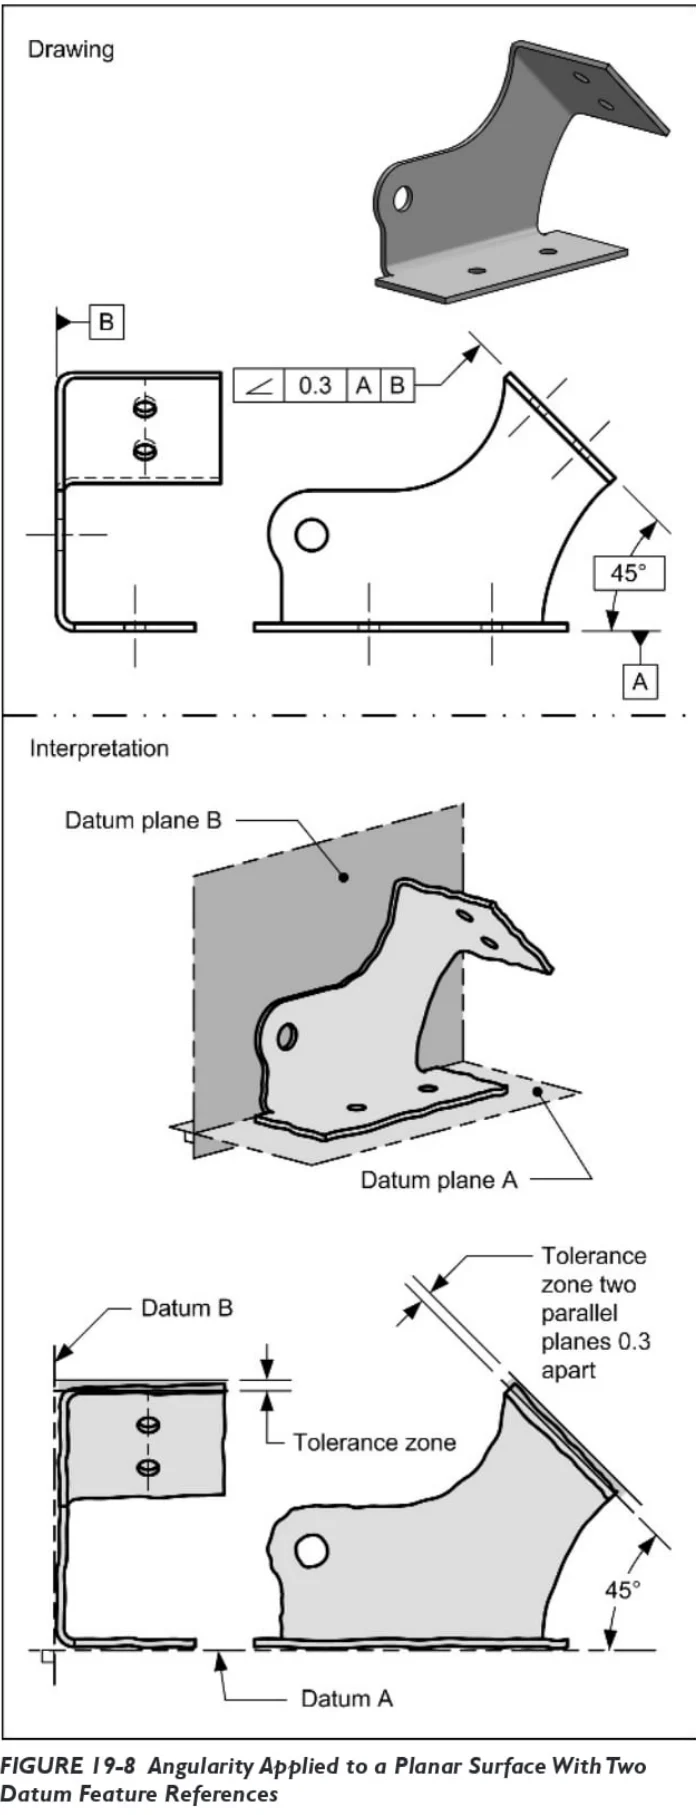 Drawing
B
∠ 0.3 A B
45°
A
Interpretation
Datum plane B
Datum plane A
Tolerance
zone two
parallel
planes 0.3
apart
Datum B
Tolerance zone
45°
Datum A
FIGURE 19-8 Angularity Applied to a Planar Surface With Two
Datum Feature References